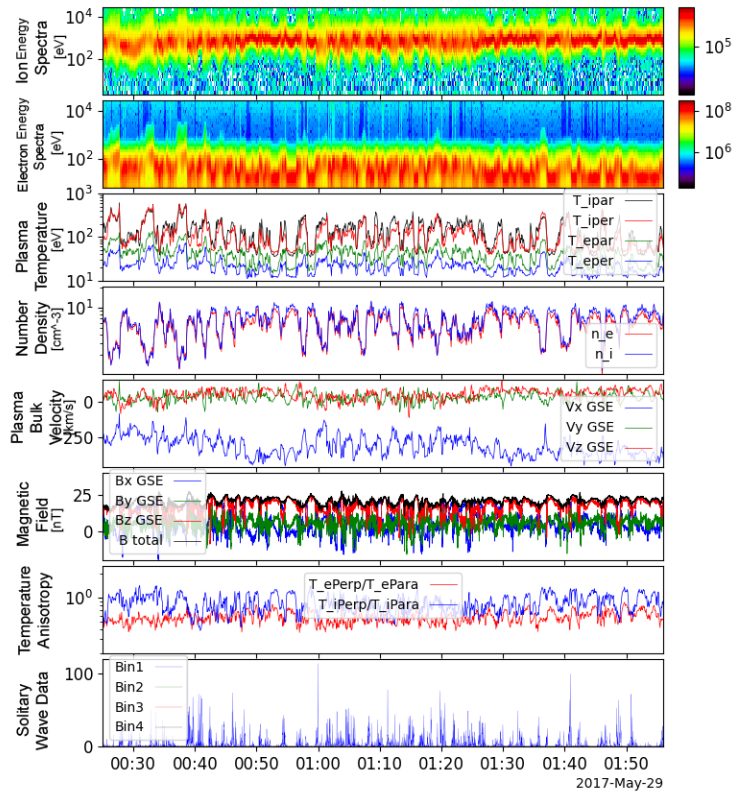 Ion Energy
Spectra
[eV]
10^4
10^2
10^5
Electron Energy
Spectra
[eV]
10^4
10^2
10^8
10^6
Plasma
Temperature
[eV]
10^3
10^2
10^1
T_ipar
T_iper
T_epar
T_eper
Number
Density
[cm^-3]
10^1
n_e
n_i
Plasma
Bulk
Velocity
[km/s]
0
−250
Vx GSE
Vy GSE
Vz GSE
Magnetic
Field
[nT]
25
0
Bx GSE
By GSE
Bz GSE
B total
Temperature
Anisotropy
10^0
T_ePerp/T_ePara
T_iPerp/T_iPara
Solitary
Wave Data
100
0
Bin1
Bin2
Bin3
Bin4
00:30 00:40 00:50 01:00 01:10 01:20 01:30 01:40 01:50
2017-May-29